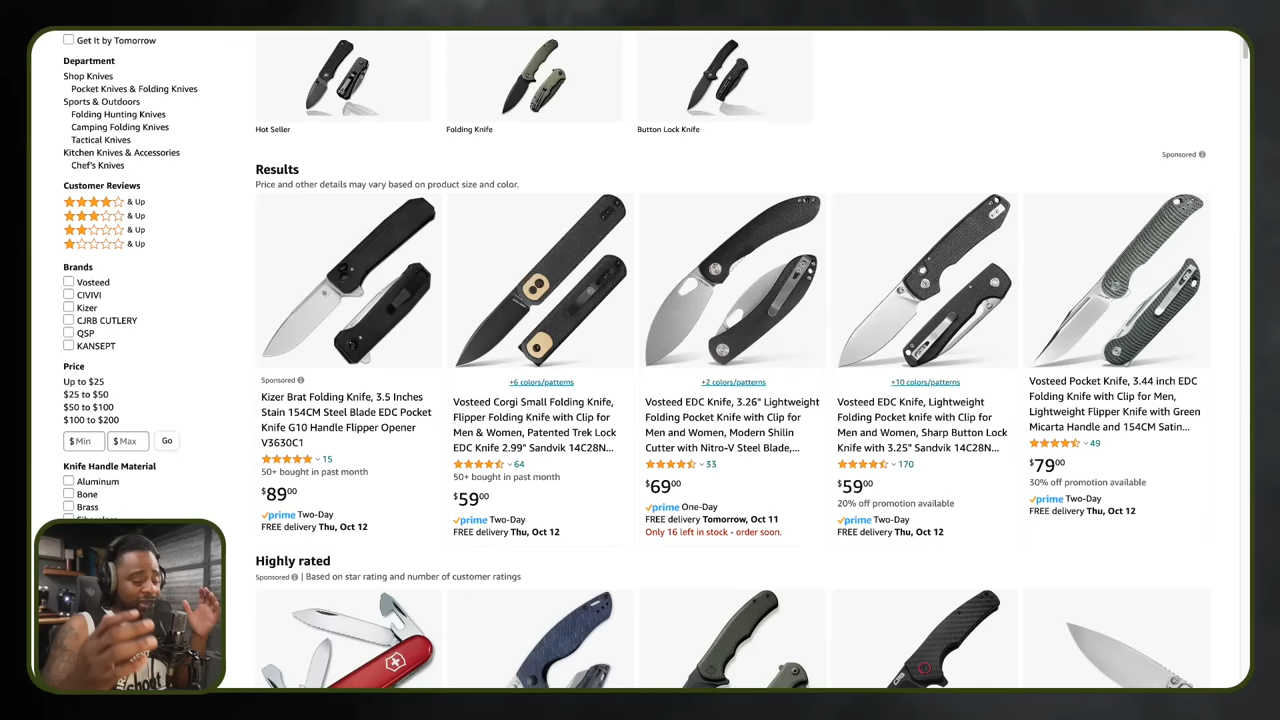 Get It by Tomorrow
Department
Shop Knives
Pocket Knives & Folding Knives
Sports & Outdoors
Folding Hunting Knives
Camping Folding Knives
Tactical Knives
Kitchen Knives & Accessories
Chef's Knives
Customer Reviews
& Up
& Up
& Up
& Up
Brands
Vosteed
CIVIVI
Kizer
CJRB CUTLERY
QSP
KANSEPT
Price
Up to $25
$25 to $50
$50 to $100
$100 to $200
$ Min
$ Max
Go
Knife Handle Material
Aluminum
Bone
Brass
Hot Seller
Folding Knife
Button Lock Knife
Sponsored
Results
Price and other details may vary based on product size and color.
Sponsored
Kizer Brat Folding Knife, 3.5 Inches
Stain 154CM Steel Blade EDC Pocket
Knife G10 Handle Flipper Opener
V3630C1
15
50+ bought in past month
$8900
prime Two-Day
FREE delivery Thu, Oct 12
+6 colors/patterns
Vosteed Corgi Small Folding Knife,
Flipper Folding Knife with Clip for
Men & Women, Patented Trek Lock
EDC Knife 2.99" Sandvik 14C28N...
64
50+ bought in past month
$5900
prime Two-Day
FREE delivery Thu, Oct 12
+2 colors/patterns
Vosteed EDC Knife, 3.26" Lightweight
Folding Pocket Knife with Clip for
Men and Women, Modern Shilin
Cutter with Nitro-V Steel Blade,...
33
$6900
prime One-Day
FREE delivery Tomorrow, Oct 11
Only 16 left in stock - order soon.
+10 colors/patterns
Vosteed EDC Knife, Lightweight
Folding Pocket Knife with Clip for
Men and Women, Sharp Button Lock
Knife with 3.25" Sandvik 14C28N...
170
$5900
20% off promotion available
prime Two-Day
FREE delivery Thu, Oct 12
Vosteed Pocket Knife, 3.44 inch EDC
Folding Knife with Clip for Men,
Lightweight Flipper Knife with Green
Micarta Handle and 154CM Satin...
49
$7900
30% off promotion available
prime Two-Day
FREE delivery Thu, Oct 12
Highly rated
Sponsored | Based on star rating and number of customer ratings